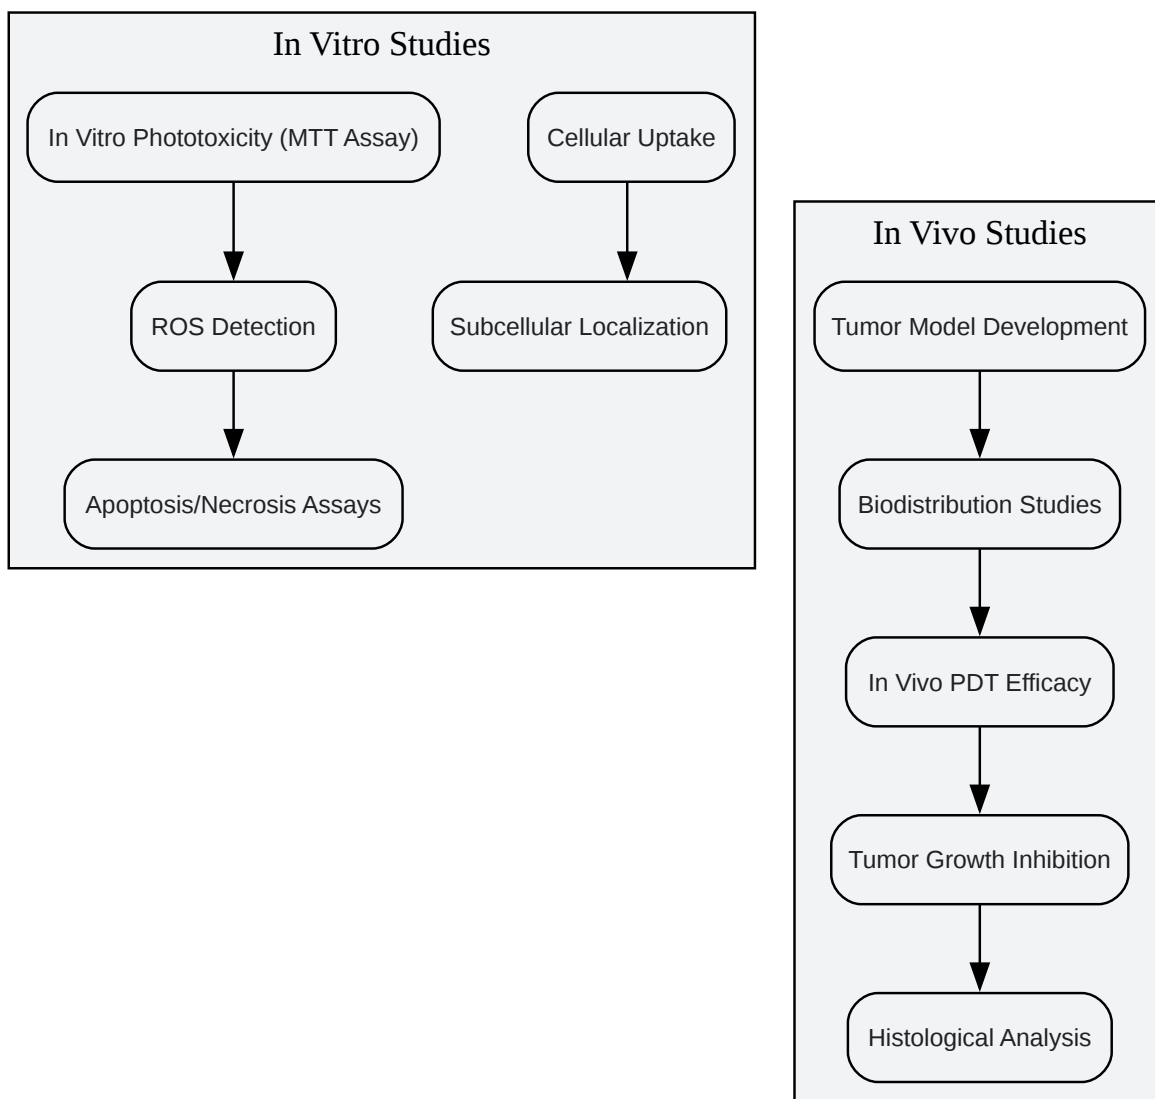 In Vitro Studies
In Vitro Phototoxicity (MTT Assay)
Cellular Uptake
ROS Detection
Subcellular Localization
Apoptosis/Necrosis Assays
In Vivo Studies
Tumor Model Development
Biodistribution Studies
In Vivo PDT Efficacy
Tumor Growth Inhibition
Histological Analysis